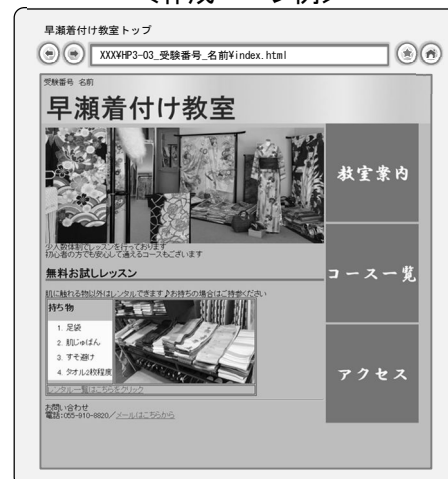 ＜作成ページ例＞
早瀬着付け教室トップ
XXX¥HP3-03_受験番号_名前¥index.html
受験番号 名前
早瀬着付け教室
教室案内
コース一覧
アクセス
少人数体制でレッスンを行っております
初心者の方でも安心して通えるコースもございます
無料お試しレッスン
肌に触れる物以外はレンタルできます♪お持ちの場合はご持参ください
持ち物
1. 足袋
2. 肌じゅばん
3. すそ避け
4. タオル2枚程度
レンタル一覧はこちらをクリック
お問い合わせ
電話:055-910-8820／メールはこちらから